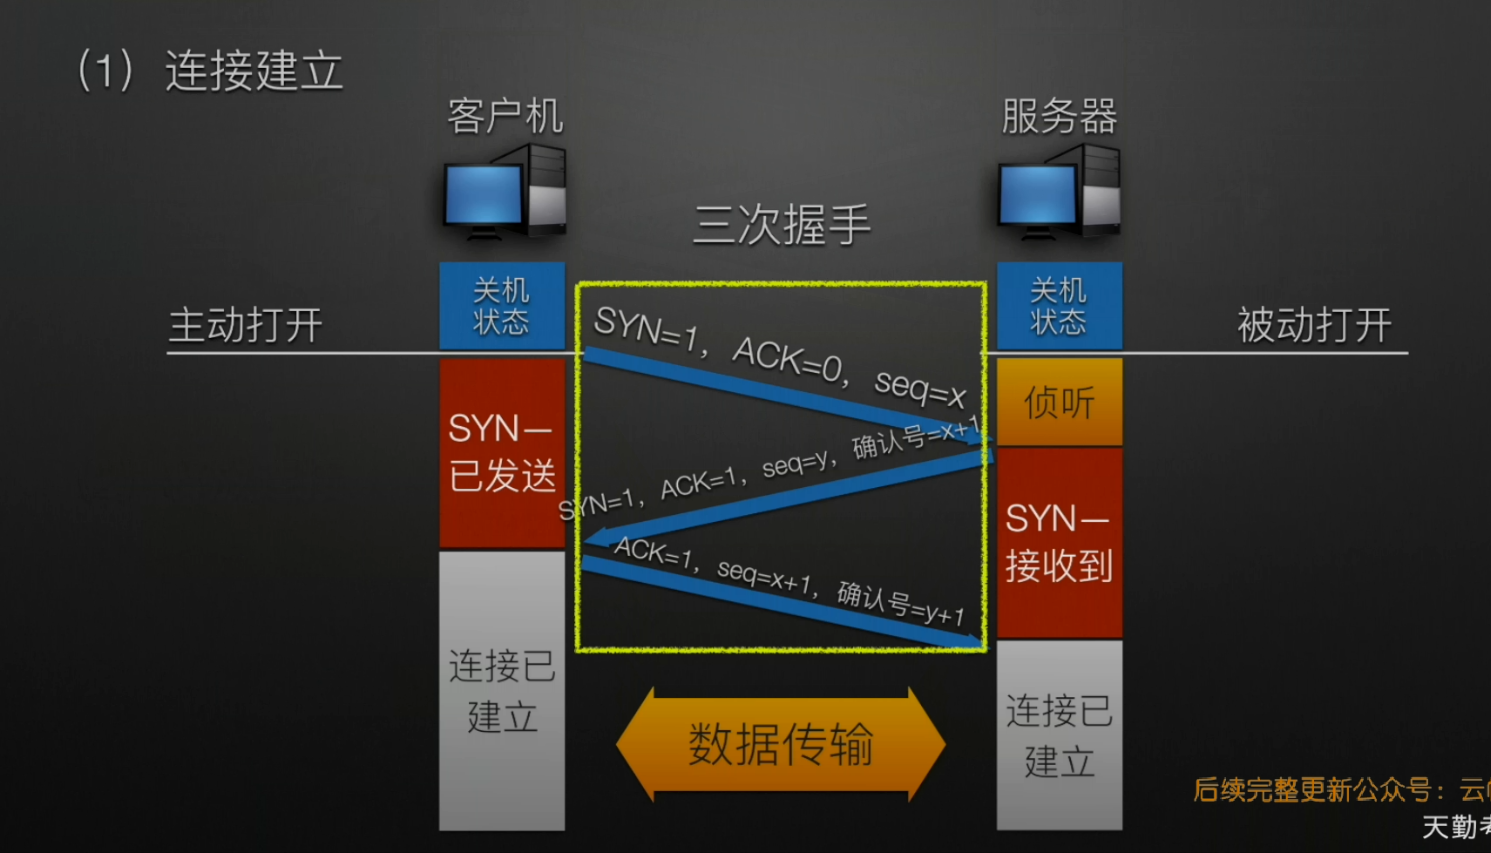 （1）连接建立
客户机
服务器
三次握手
关机
状态
关机
状态
主动打开
被动打开
SYN=1，ACK=0，seq=x
SYN—
已发送
侦听
SYN=1，ACK=1，seq=y，确认号=x+1
SYN—
接收到
ACK=1，seq=x+1，确认号=y+1
连接已
建立
连接已
建立
数据传输
后续完整更新公众号：云
天勤